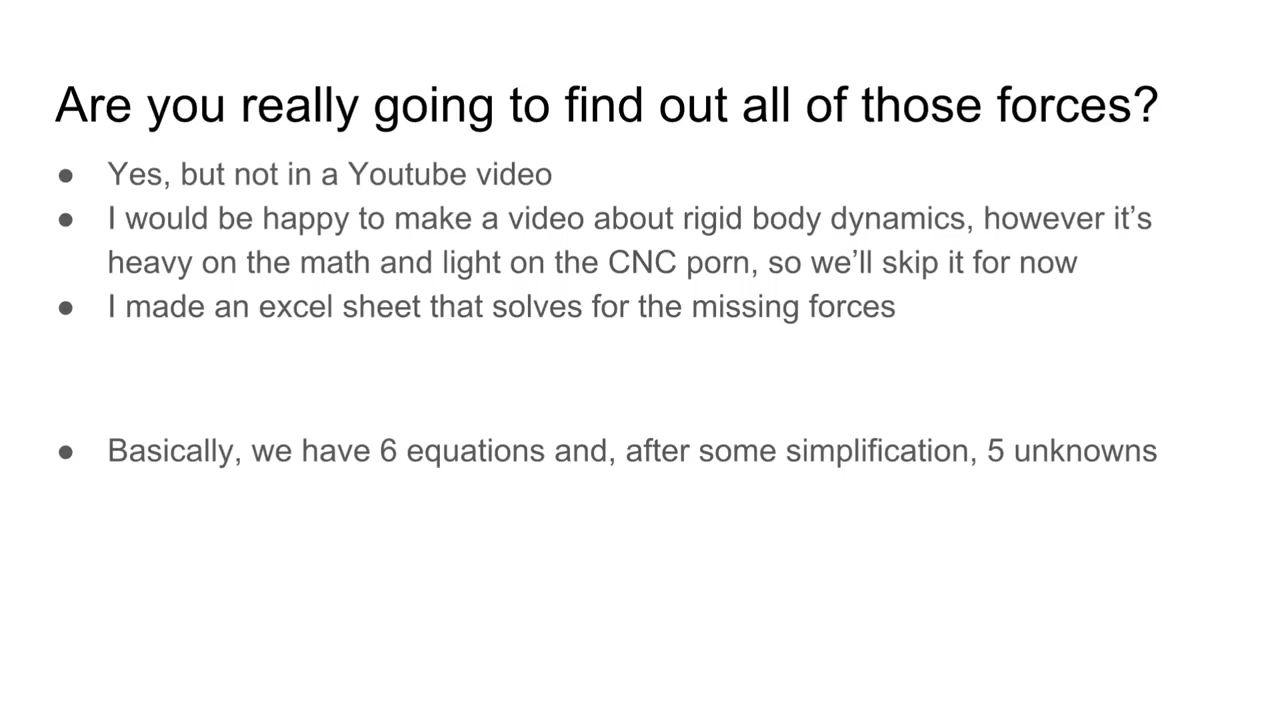 Are you really going to find out all of those forces?
● Yes, but not in a Youtube video
● I would be happy to make a video about rigid body dynamics, however it’s
heavy on the math and light on the CNC porn, so we’ll skip it for now
● I made an excel sheet that solves for the missing forces
● Basically, we have 6 equations and, after some simplification, 5 unknowns